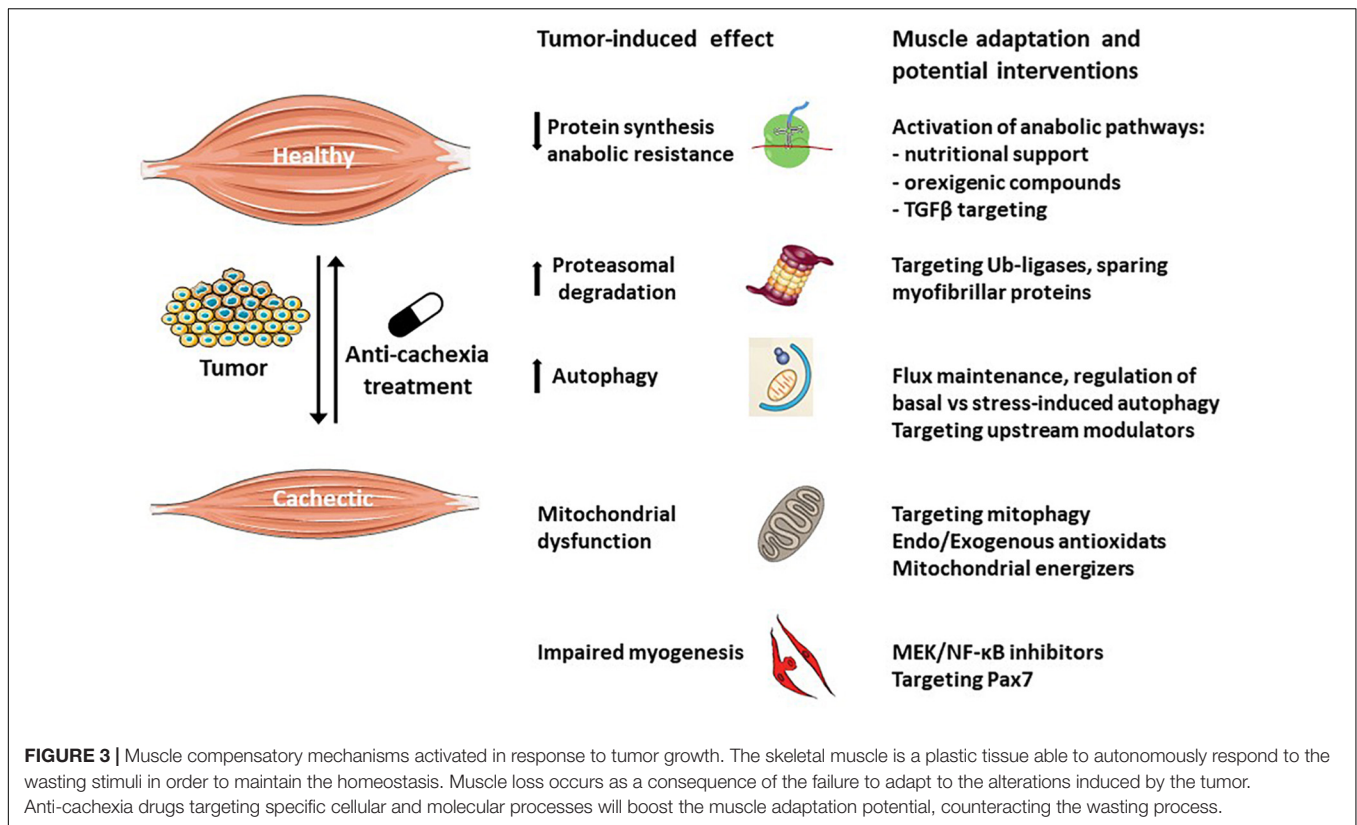 Tumor-induced effect
Muscle adaptation and
potential interventions
Healthy
Protein synthesis
anabolic resistance
Activation of anabolic pathways:
- nutritional support
- orexigenic compounds
- TGFβ targeting
Tumor
Anti-cachexia
treatment
Proteasomal
degradation
Targeting Ub-ligases, sparing
myofibrillar proteins
Autophagy
Flux maintenance, regulation of
basal vs stress-induced autophagy
Targeting upstream modulators
Cachectic
Mitochondrial
dysfunction
Targeting mitophagy
Endo/Exogenous antioxidats
Mitochondrial energizers
Impaired myogenesis
MEK/NF-κB inhibitors
Targeting Pax7
FIGURE 3 | Muscle compensatory mechanisms activated in response to tumor growth. The skeletal muscle is a plastic tissue able to autonomously respond to the
wasting stimuli in order to maintain the homeostasis. Muscle loss occurs as a consequence of the failure to adapt to the alterations induced by the tumor.
Anti-cachexia drugs targeting specific cellular and molecular processes will boost the muscle adaptation potential, counteracting the wasting process.